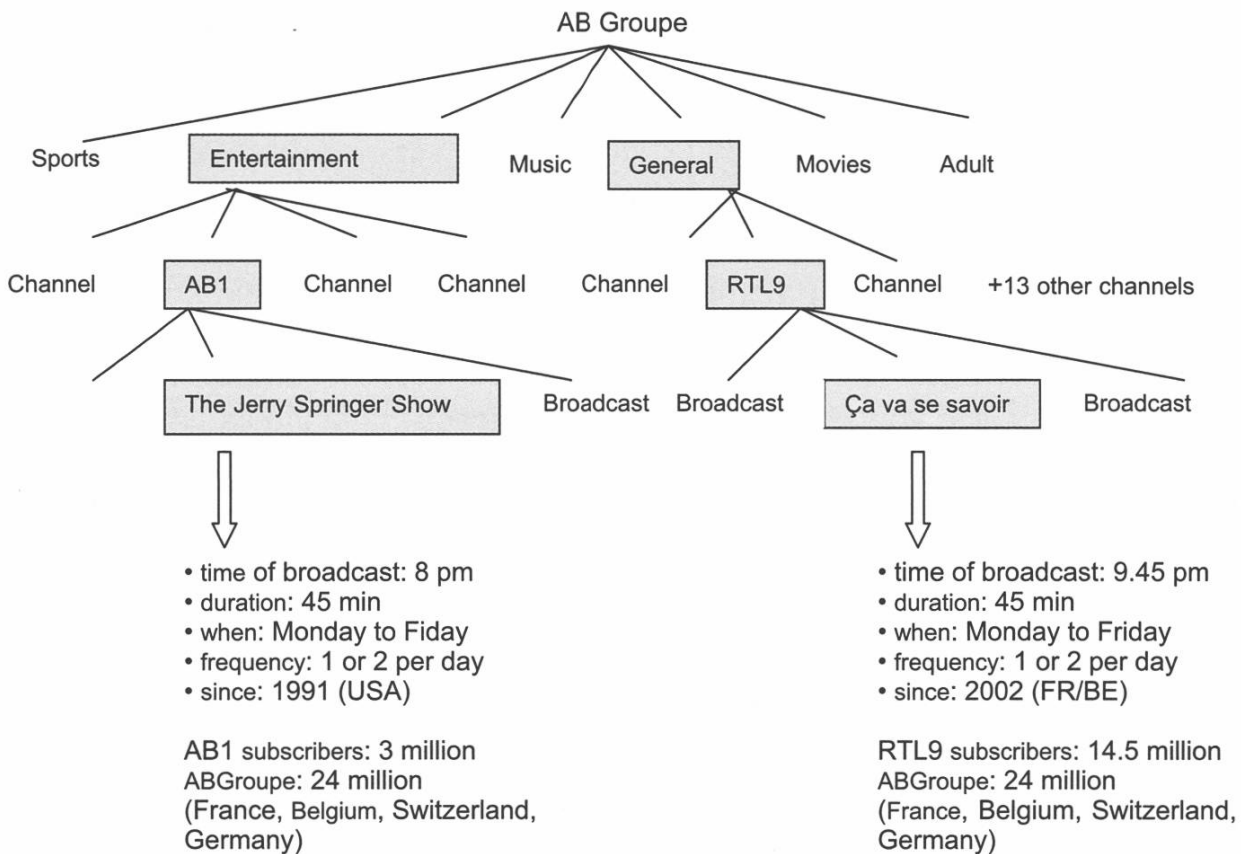 AB Groupe
Sports Entertainment Music General Movies Adult
Channel AB1 Channel Channel Channel RTL9 Channel +13 other channels
The Jerry Springer Show Broadcast Broadcast Ça va se savoir Broadcast
• time of broadcast: 8 pm
• duration: 45 min
• when: Monday to Fiday
• frequency: 1 or 2 per day
• since: 1991 (USA)
AB1 subscribers: 3 million
ABGroupe: 24 million
(France, Belgium, Switzerland,
Germany)
• time of broadcast: 9.45 pm
• duration: 45 min
• when: Monday to Friday
• frequency: 1 or 2 per day
• since: 2002 (FR/BE)
RTL9 subscribers: 14.5 million
ABGroupe: 24 million
(France, Belgium, Switzerland,
Germany)